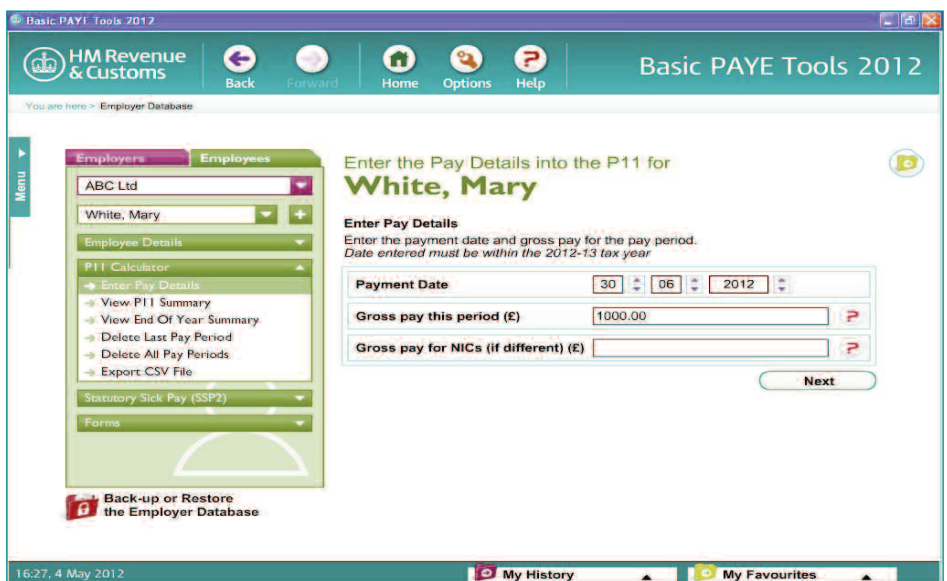 Basic PAYE Tools 2012
HM Revenue
& Customs
Back
Forward
Home
Options
Help
Basic PAYE Tools 2012
You are here > Employer Database
Menu
Employers
Employees
ABC Ltd
White, Mary
Employee Details
P11 Calculator
Enter Pay Details
View P11 Summary
View End Of Year Summary
Delete Last Pay Period
Delete All Pay Periods
Export CSV File
Statutory Sick Pay (SSP2)
Forms
Back-up or Restore
the Employer Database
Enter the Pay Details into the P11 for
White, Mary
Enter Pay Details
Enter the payment date and gross pay for the pay period.
Date entered must be within the 2012-13 tax year
Payment Date 30 06 2012
Gross pay this period (£) 1000.00 ?
Gross pay for NICs (if different) (£) ?
Next
16:27, 4 May 2012
My History
My Favourites